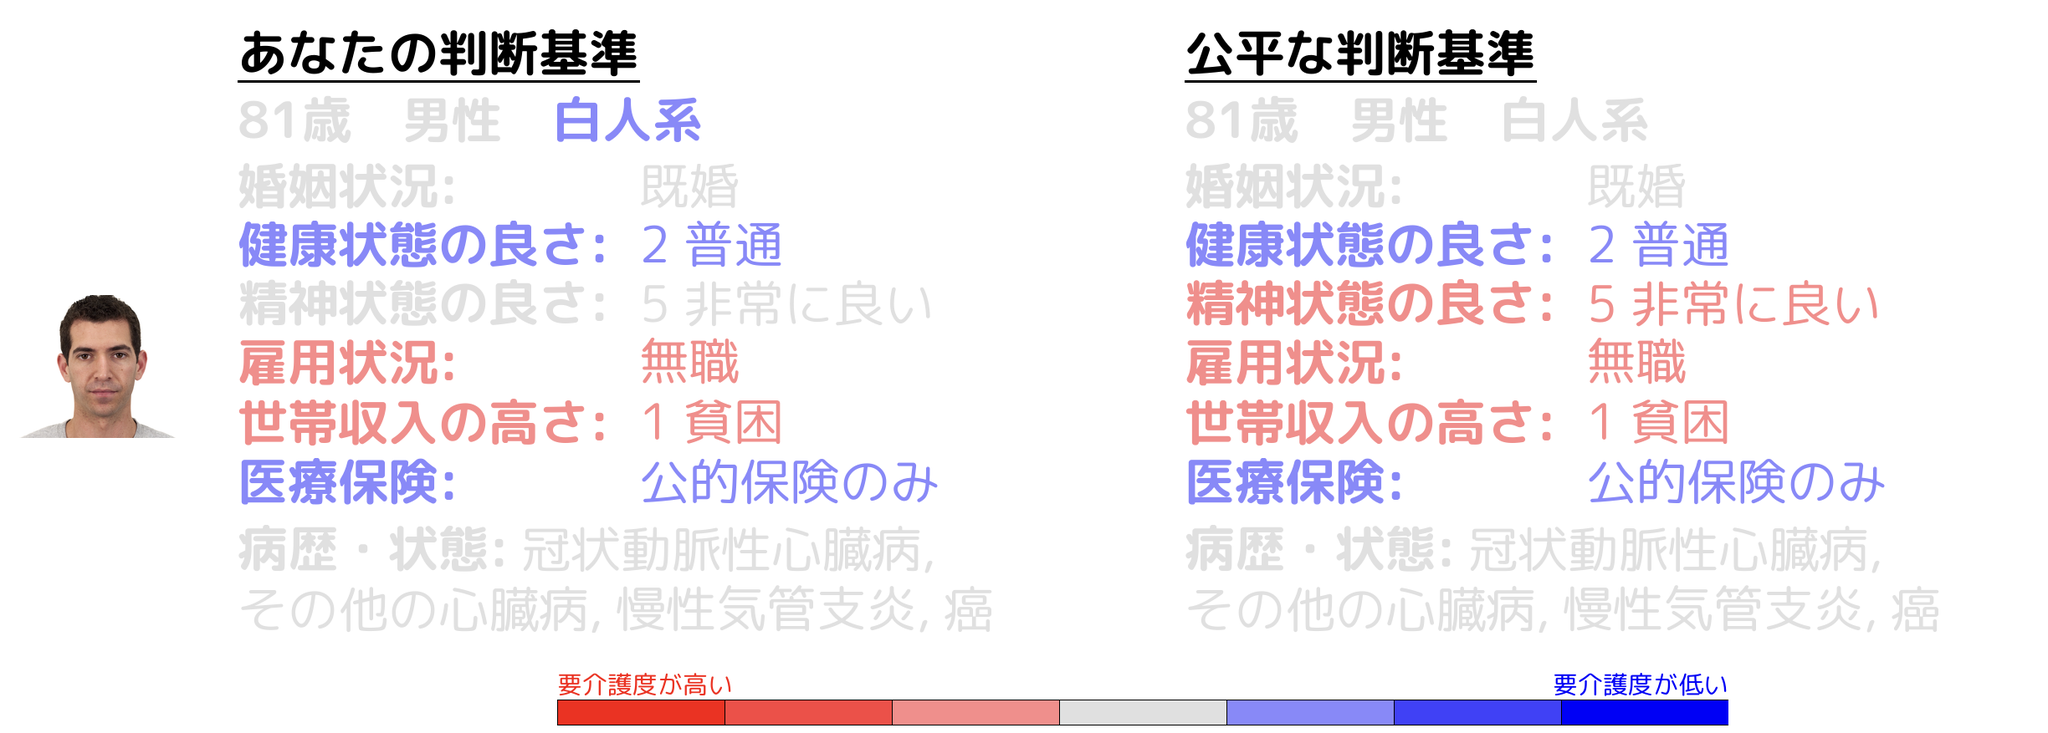 あなたの判断基準
81歳　男性　白人系
婚姻状況: 既婚
健康状態の良さ: 2 普通
精神状態の良さ: 5 非常に良い
雇用状況: 無職
世帯収入の高さ: 1 貧困
医療保険: 公的保険のみ
病歴・状態: 冠状動脈性心臓病,
その他の心臓病, 慢性気管支炎, 癌
公平な判断基準
81歳　男性　白人系
婚姻状況: 既婚
健康状態の良さ: 2 普通
精神状態の良さ: 5 非常に良い
雇用状況: 無職
世帯収入の高さ: 1 貧困
医療保険: 公的保険のみ
病歴・状態: 冠状動脈性心臓病,
その他の心臓病, 慢性気管支炎, 癌
要介護度が高い
要介護度が低い